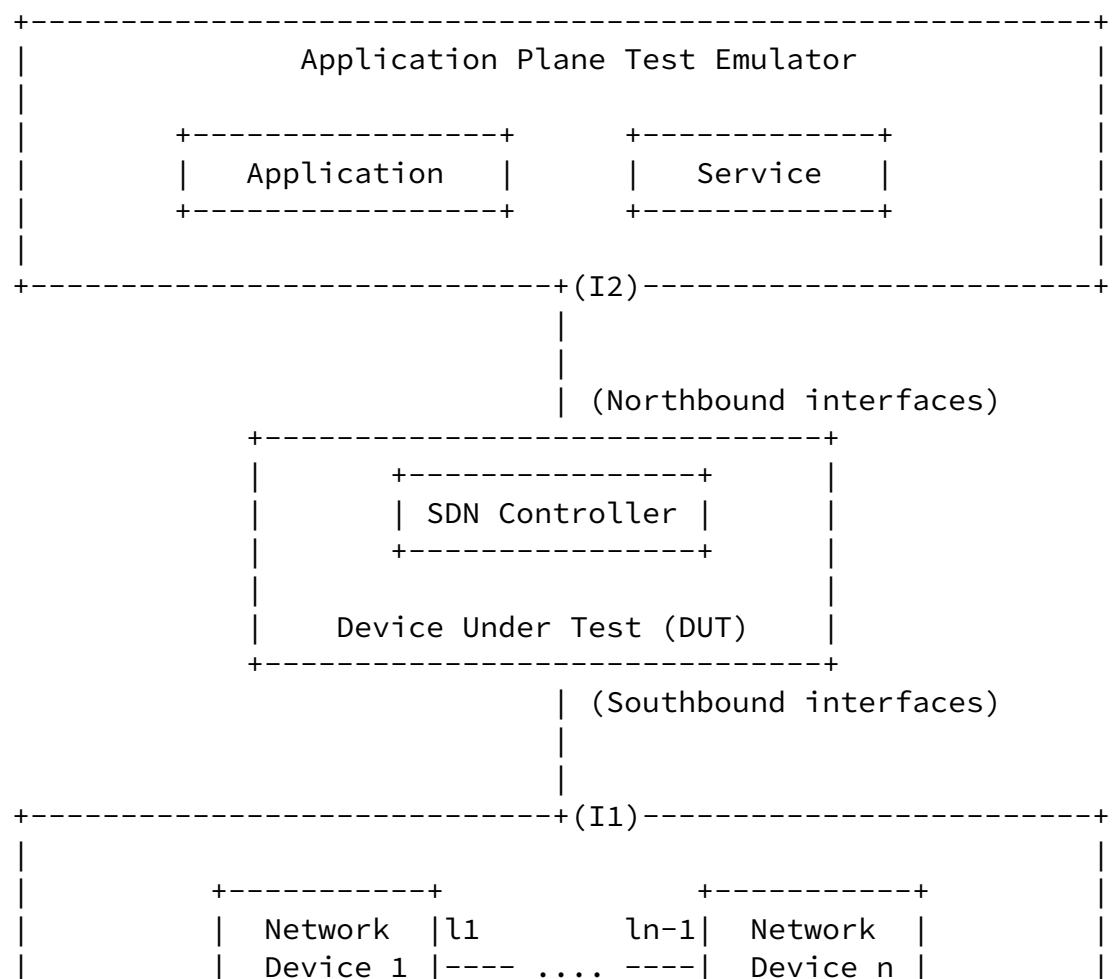 Application Plane Test Emulator
Application Service
(I2)
(Northbound interfaces)
SDN Controller
Device Under Test (DUT)
(Southbound interfaces)
(I1)
Network l1 ln-1 Network
Device 1 .... Device n